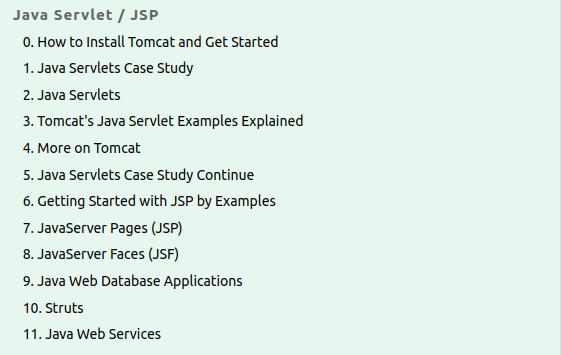 Java Servlet / JSP
0. How to Install Tomcat and Get Started
1. Java Servlets Case Study
2. Java Servlets
3. Tomcat's Java Servlet Examples Explained
4. More on Tomcat
5. Java Servlets Case Study Continue
6. Getting Started with JSP by Examples
7. JavaServer Pages (JSP)
8. JavaServer Faces (JSF)
9. Java Web Database Applications
10. Struts
11. Java Web Services